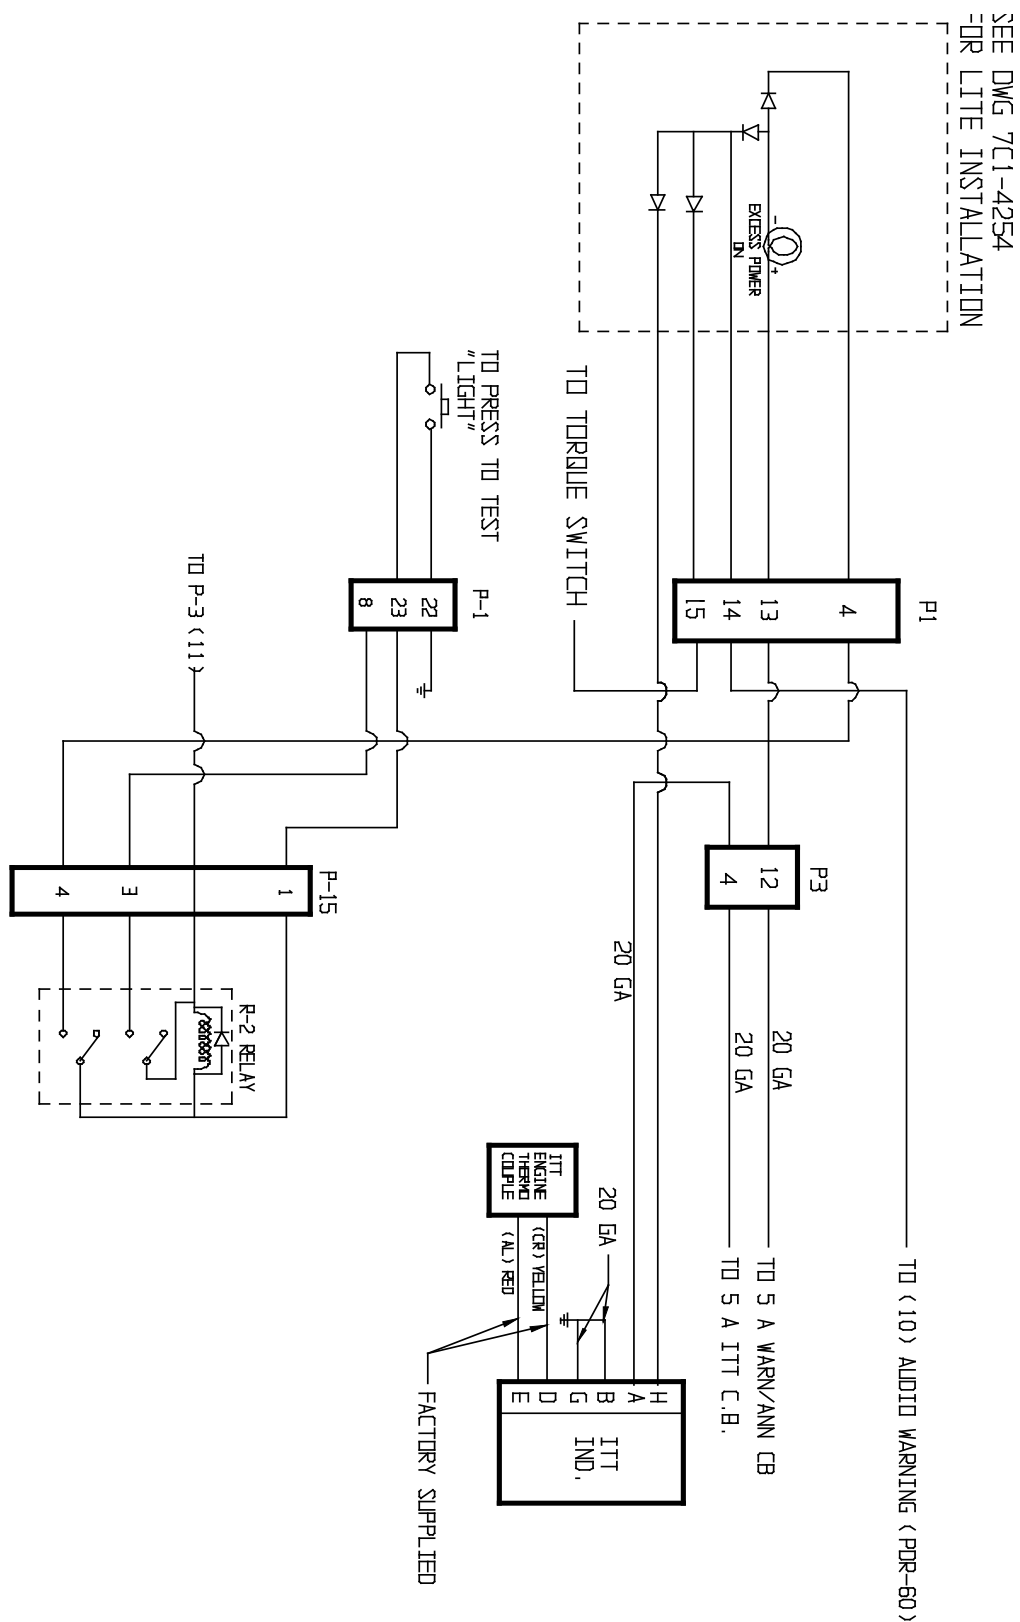 SEE DWG 7C1-4254
FOR LITE INSTALLATION
- +
EXCESS POWER
ON
TO PRESS TO TEST
"LIGHT"
TO TORQUE SWITCH
P1
4
13
14
15
P-1
22
23
8
TO P-3 (11)
P3
12
4
P-15
1
3
4
20 GA
20 GA
20 GA
R-2 RELAY
ITT
ENGINE
THERMO
COUPLE
(CR) YELLOW
(AL) RED
20 GA
TO (10) AUDIO WARNING (PDR-60)
TO 5 A WARN/ANN CB
TO 5 A ITT C.B.
H
A
B
G
D
E
ITT
IND.
FACTORY SUPPLIED